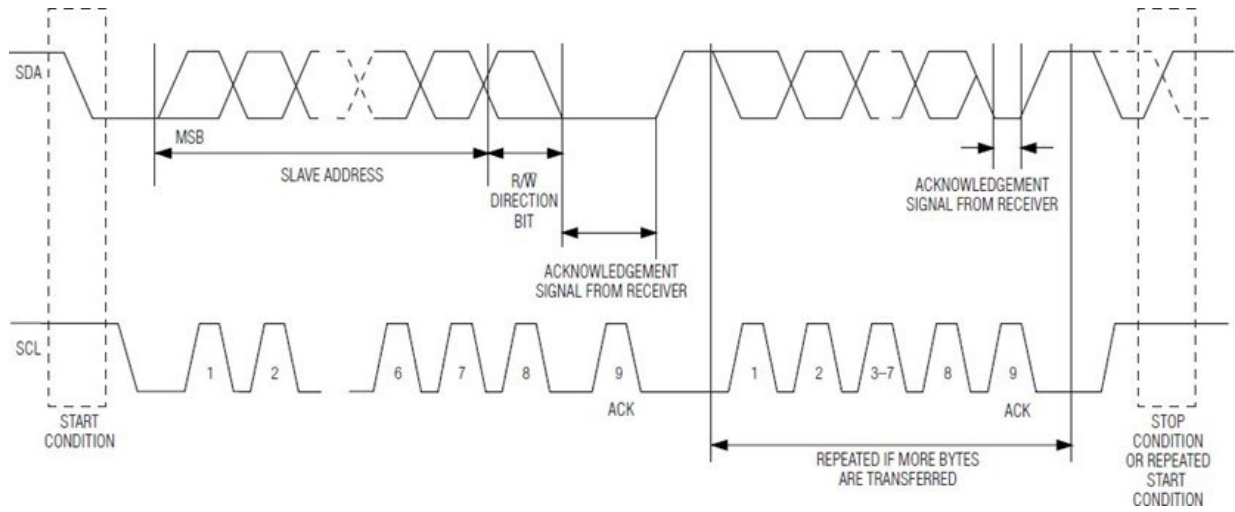 SDA
MSB
SLAVE ADDRESS
R/W̅
DIRECTION
BIT
ACKNOWLEDGEMENT
SIGNAL FROM RECEIVER
ACKNOWLEDGEMENT
SIGNAL FROM RECEIVER
SCL
1
2
6
7
8
9
ACK
1
2
3–7
8
9
ACK
START
CONDITION
REPEATED IF MORE BYTES
ARE TRANSFERRED
STOP
CONDITION
OR REPEATED
START
CONDITION